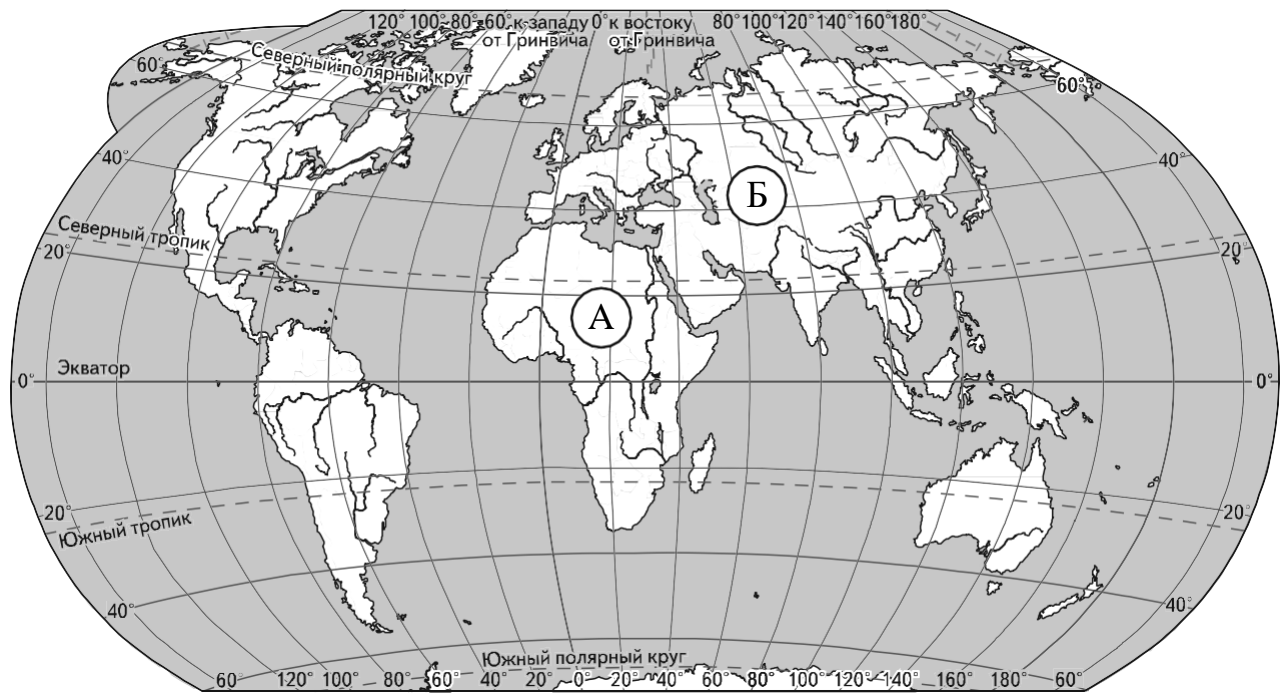 120° 100° 80° 60° к западу 0° к востоку 80° 100° 120° 140° 160° 180°
от Гринвича от Гринвича
Северный полярный круг
60° 60°
40° 40°
Б
Северный тропик
20° 20°
А
Экватор
0° 0°
20° 20°
Южный тропик
40° 40°
Южный полярный круг
60° 120° 100° 80° 60° 40° 20° 0° 20° 40° 60° 80° 100° 120° 140° 160° 180° 60°